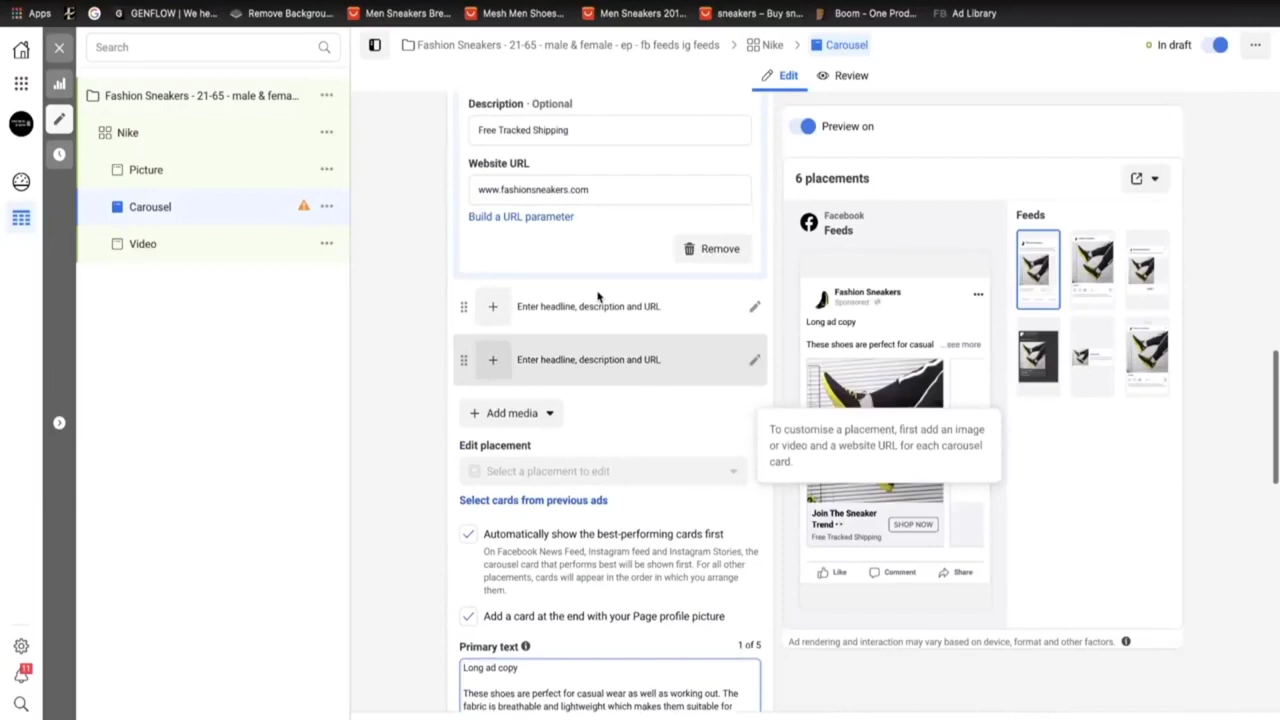 Apps
GENFLOW | We he...
Remove Backgrou...
Men Sneakers Bre...
Mesh Men Shoes...
Men Sneakers 201...
sneakers – Buy sn...
Boom - One Prod...
FB Ad Library
Search
Fashion Sneakers - 21-65 - male & fema...
Nike
Picture
Carousel
Video
11
Fashion Sneakers - 21-65 - male & female - ep - fb feeds ig feeds
Nike
Carousel
In draft
Edit
Review
Description · Optional
Free Tracked Shipping
Website URL
www.fashionsneakers.com
Build a URL parameter
Remove
Enter headline, description and URL
Enter headline, description and URL
Add media
Edit placement
Select a placement to edit
Select cards from previous ads
Automatically show the best-performing cards first
On Facebook News Feed, Instagram feed and Instagram Stories, the
carousel card that performs best will be shown first. For all other
placements, cards will appear in the order in which you arrange
them.
Add a card at the end with your Page profile picture
Primary text
1 of 5
Long ad copy
These shoes are perfect for casual wear as well as working out. The
fabric is breathable and lightweight which makes them suitable for
Preview on
6 placements
Facebook
Feeds
Feeds
Fashion Sneakers
Sponsored
Long ad copy
These shoes are perfect for casual ...see more
To customise a placement, first add an image
or video and a website URL for each carousel
card.
Join The Sneaker
Trend
SHOP NOW
Free Tracked Shipping
Like
Comment
Share
Ad rendering and interaction may vary based on device, format and other factors.